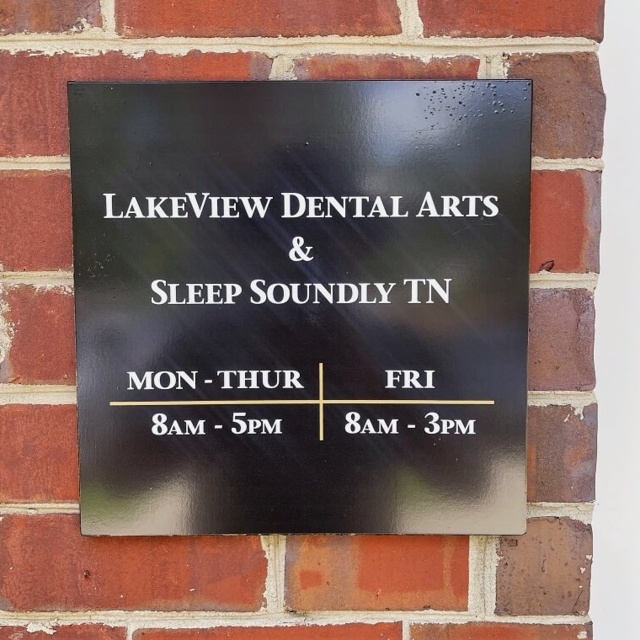 LAKEVIEW DENTAL ARTS
&
SLEEP SOUNDLY TN
MON - THUR FRI
8AM - 5PM 8AM - 3PM